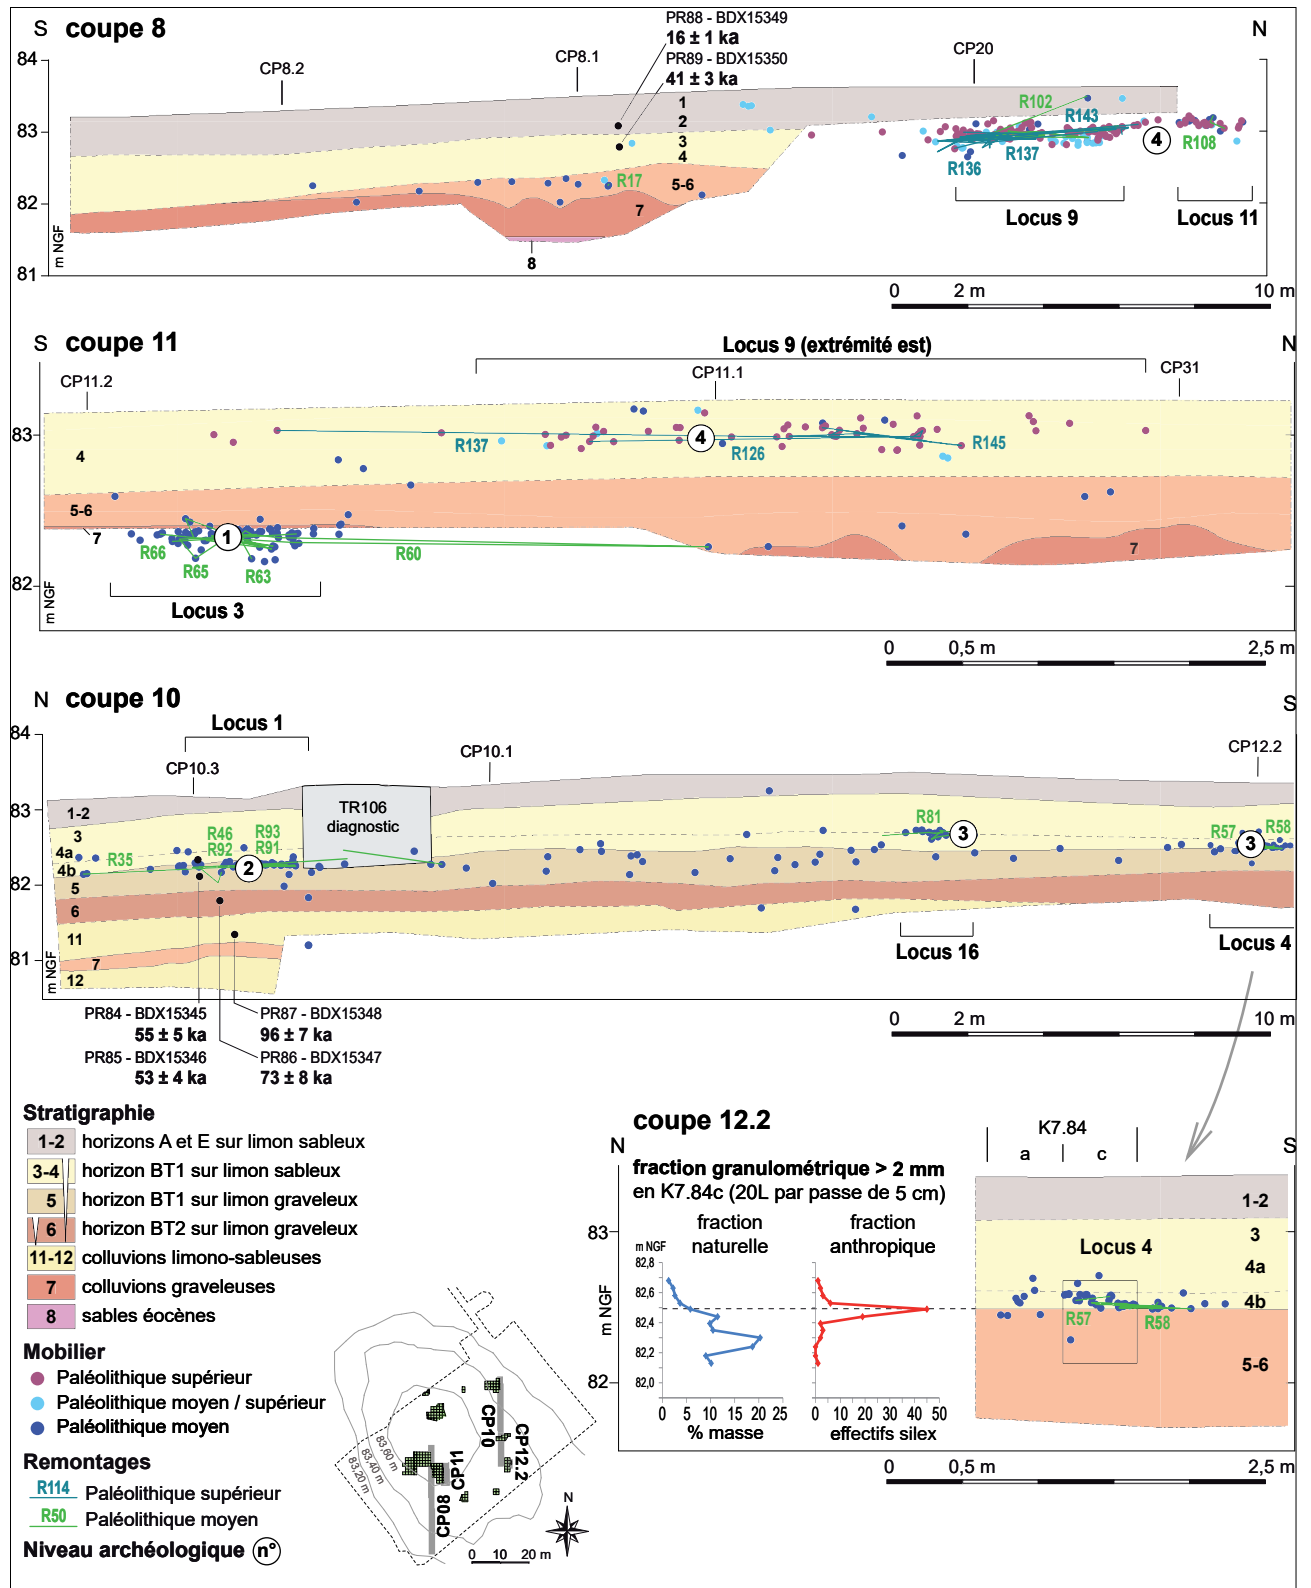 S coupe 8 N
PR88 - BDX15349
16 ± 1 ka
PR89 - BDX15350
41 ± 3 ka
CP8.2
CP8.1
CP20
84
83
82
81
m NGF
1
2
3
4
5-6
7
8
R17
R102
R143
R137
R136
R108
4
Locus 9
Locus 11
0 2 m 10 m
S coupe 11 N
Locus 9 (extrémité est)
CP11.2
CP11.1
CP31
83
82
m NGF
4
5-6
7
R137
4
R126
R145
1
R66
R65
R63
R60
7
Locus 3
0 0,5 m 2,5 m
N coupe 10 S
Locus 1
CP10.3
CP10.1
CP12.2
84
83
82
81
m NGF
1-2
3
4a
4b
5
6
11
7
12
TR106
diagnostic
R35
R46
R92
R93
R91
2
R81
3
R57
R58
3
Locus 16
Locus 4
PR84 - BDX15345
55 ± 5 ka
PR85 - BDX15346
53 ± 4 ka
PR87 - BDX15348
96 ± 7 ka
PR86 - BDX15347
73 ± 8 ka
0 2 m 10 m
Stratigraphie
1-2 horizons A et E sur limon sableux
3-4 horizon BT1 sur limon sableux
5 horizon BT1 sur limon graveleux
6 horizon BT2 sur limon graveleux
11-12 colluvions limono-sableuses
7 colluvions graveleuses
8 sables éocènes
Mobilier
Paléolithique supérieur
Paléolithique moyen / supérieur
Paléolithique moyen
Remontages
R114 Paléolithique supérieur
R50 Paléolithique moyen
Niveau archéologique n°
83,60 m
83,40 m
83,20 m
CP10
CP12.2
CP11
CP08
N
0 10 20 m
coupe 12.2
N
S
fraction granulométrique > 2 mm
en K7.84c (20L par passe de 5 cm)
fraction
naturelle
fraction
anthropique
m NGF
82,8
82,6
82,4
82,2
82,0
0 5 10 15 20 25
% masse
0 10 20 30 40 50
effectifs silex
83
82
m NGF
K7.84
a c
1-2
3
Locus 4
4a
4b
R57
R58
5-6
0 0,5 m 2,5 m